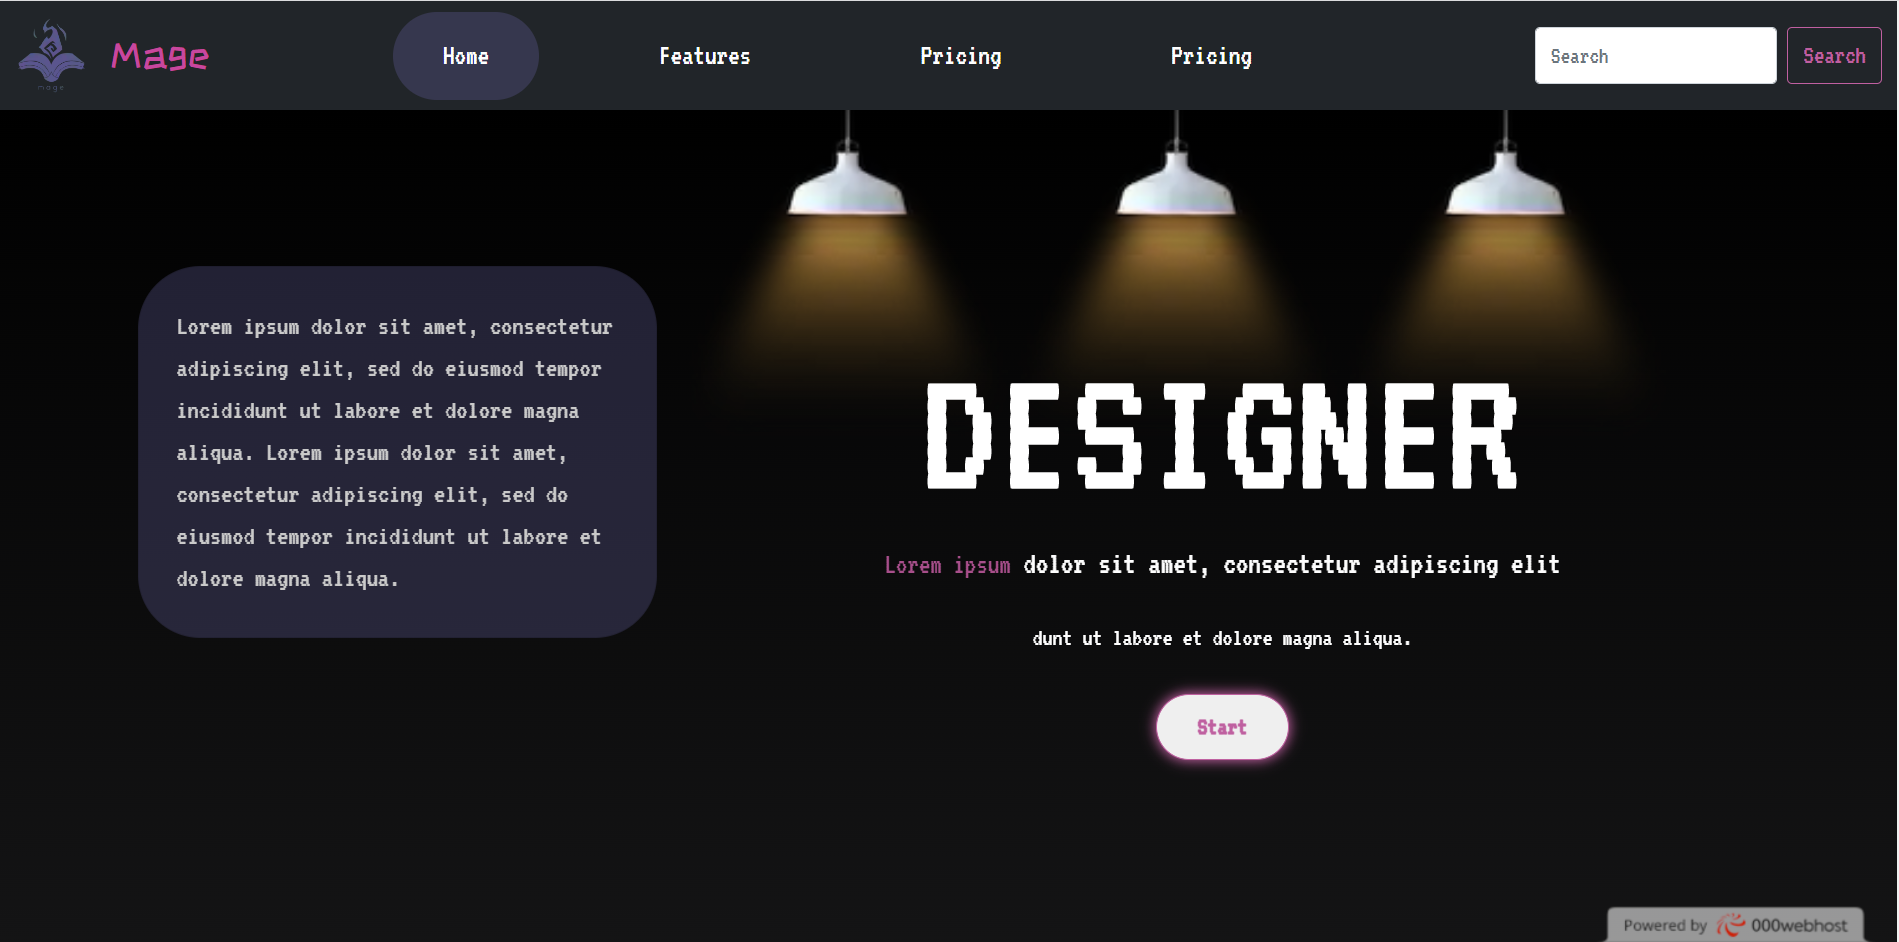 mage
Mage
Home
Features
Pricing
Pricing
Search
Search
Lorem ipsum dolor sit amet, consectetur
adipiscing elit, sed do eiusmod tempor
incididunt ut labore et dolore magna
aliqua. Lorem ipsum dolor sit amet,
consectetur adipiscing elit, sed do
eiusmod tempor incididunt ut labore et
dolore magna aliqua.
DESIGNER
Lorem ipsum dolor sit amet, consectetur adipiscing elit
dunt ut labore et dolore magna aliqua.
Start
Powered by 000webhost